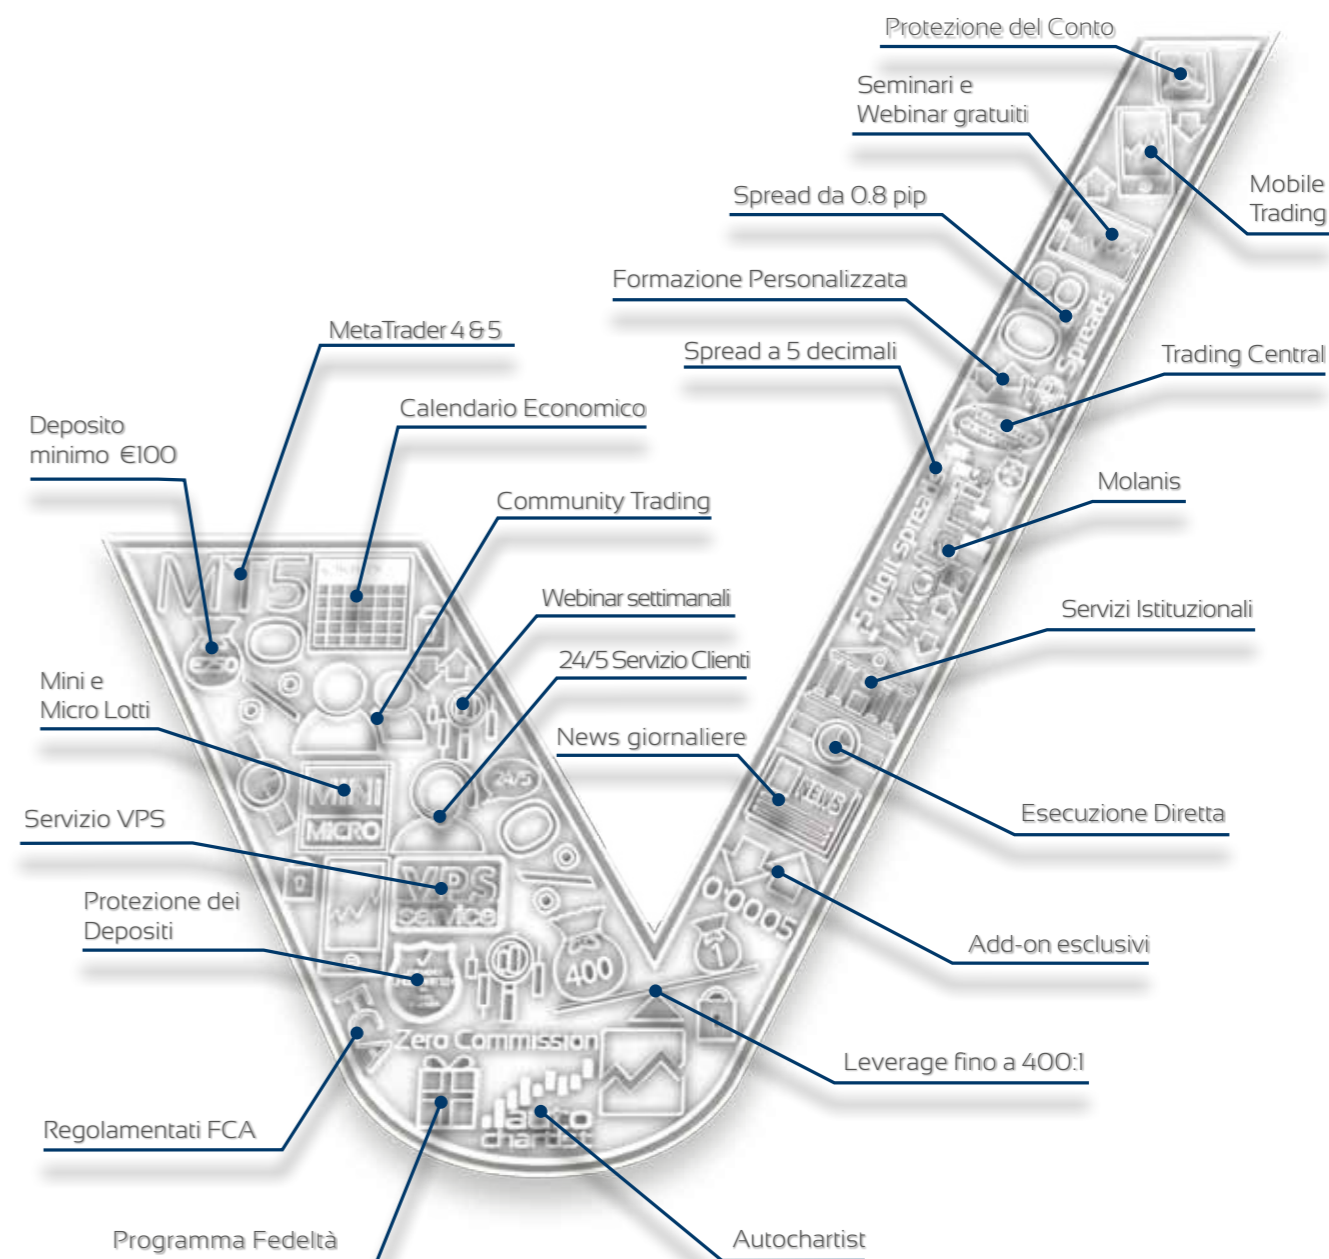 Protezione del Conto
Seminari e
Webinar gratuiti
Mobile
Trading
Spread da 0.8 pip
Formazione Personalizzata
MetaTrader 4 & 5
Spread a 5 decimali
Trading Central
Calendario Economico
Deposito
minimo €100
Molanis
Community Trading
Webinar settimanali
Servizi Istituzionali
24/5 Servizio Clienti
Mini e
Micro Lotti
News giornaliere
Esecuzione Diretta
Servizio VPS
Protezione dei
Depositi
Add-on esclusivi
Leverage fino a 400:1
Regolamentati FCA
Programma Fedeltà
Autochartist
MT5
0.8
Spreads
digit spreads
MINI
MICRO
24/5
NEWS
VPS
service
0.0005
400
1
FCA
Zero Commission
auto
chartist